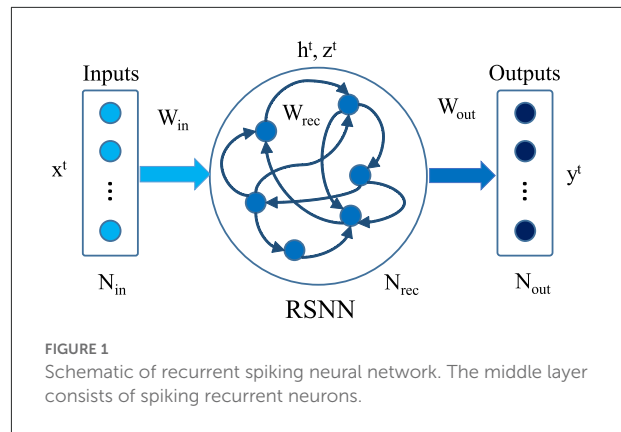 h^t, z^t
Inputs
Outputs
W_in
W_rec
W_out
x^t
y^t
...
...
N_in
N_rec
N_out
RSNN
FIGURE 1
Schematic of recurrent spiking neural network. The middle layer
consists of spiking recurrent neurons.